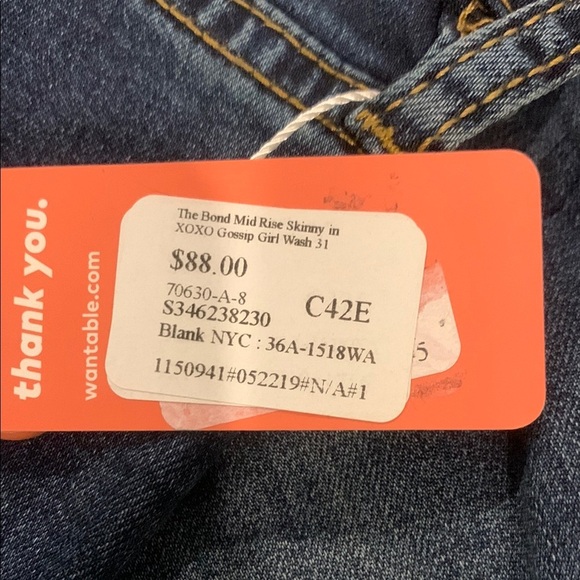 thank you.
wantable.com
The Bond Mid Rise Skinny in
XOXO Gossip Girl Wash 31
$88.00
70630-A-8
S346238230
C42E
Blank NYC : 36A-1518WA
1150941#052219#N/A#1
5